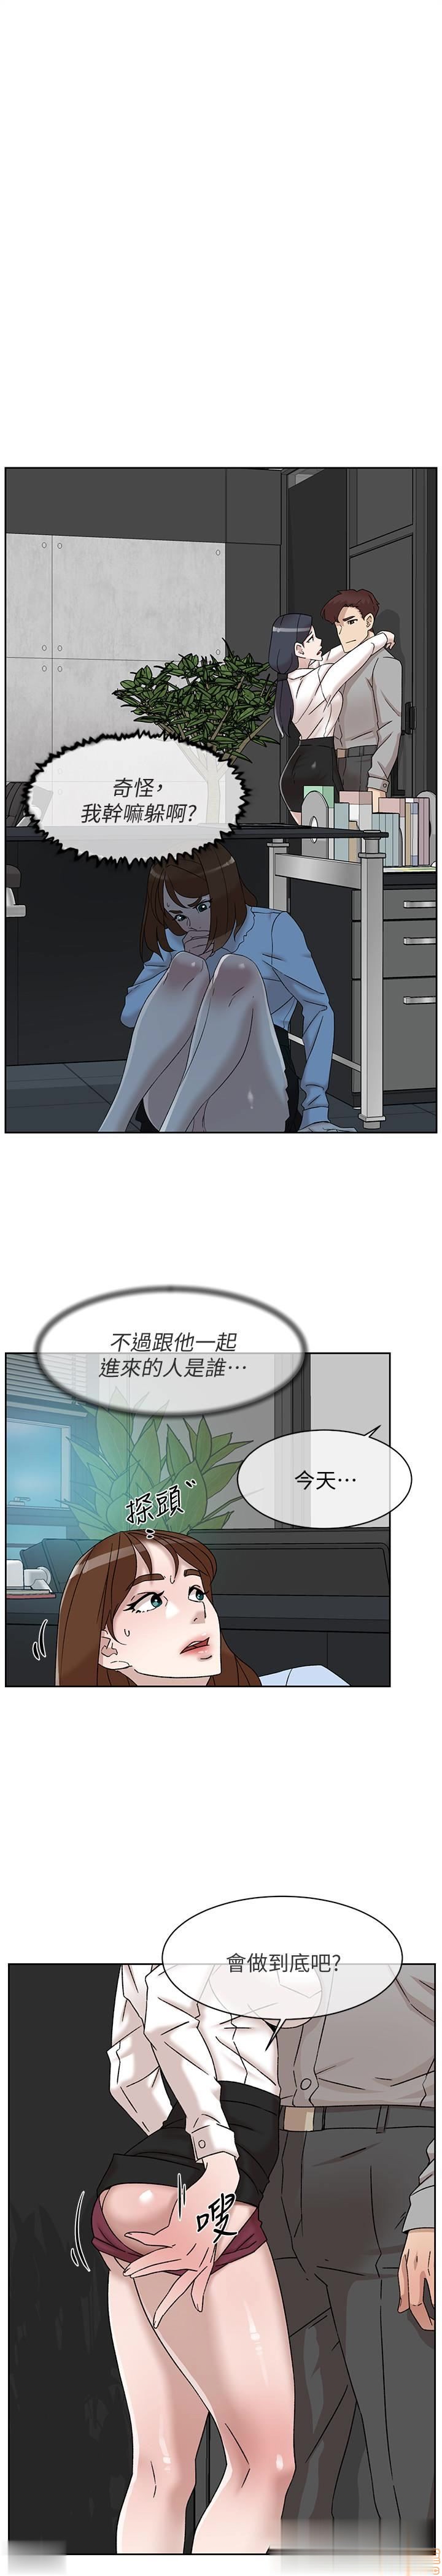 奇怪，
我幹嘛躲啊?
不過跟他一起
進來的人是誰…
今天…
探頭
會做到底吧?
嗖